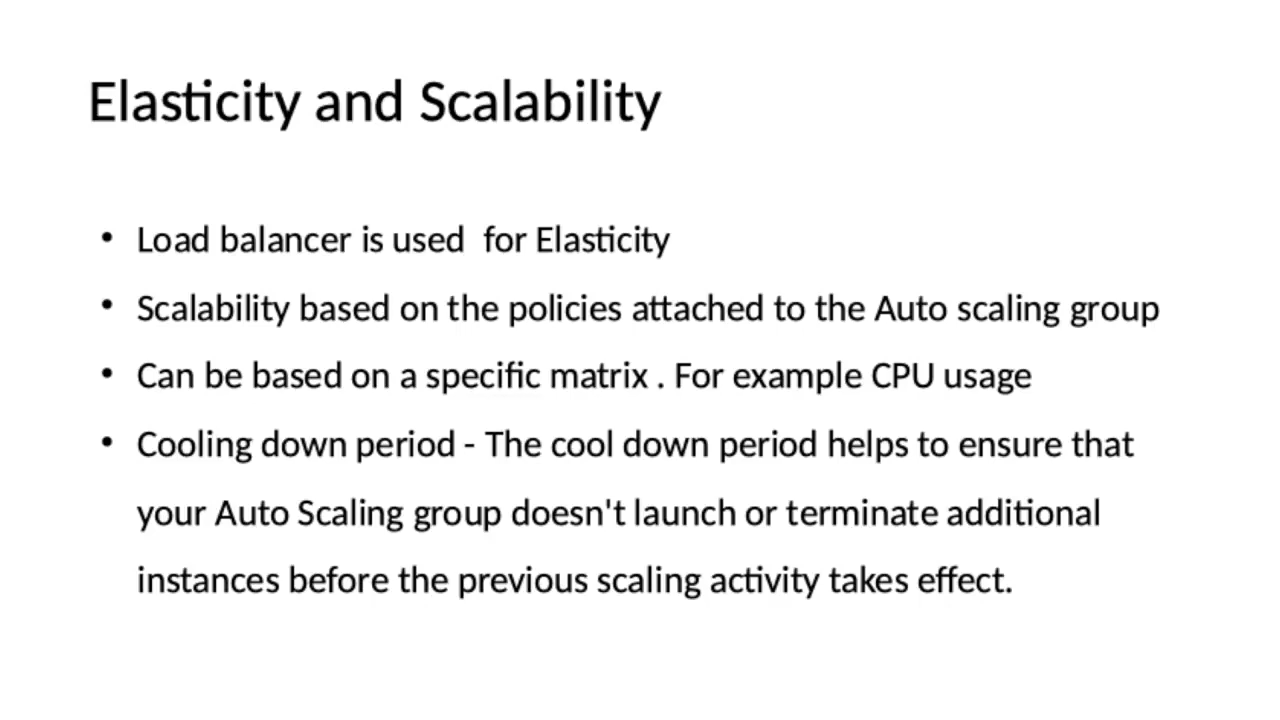 Elasticity and Scalability
• Load balancer is used  for Elasticity
• Scalability based on the policies attached to the Auto scaling group
• Can be based on a specific matrix . For example CPU usage
• Cooling down period - The cool down period helps to ensure that
your Auto Scaling group doesn't launch or terminate additional
instances before the previous scaling activity takes effect.